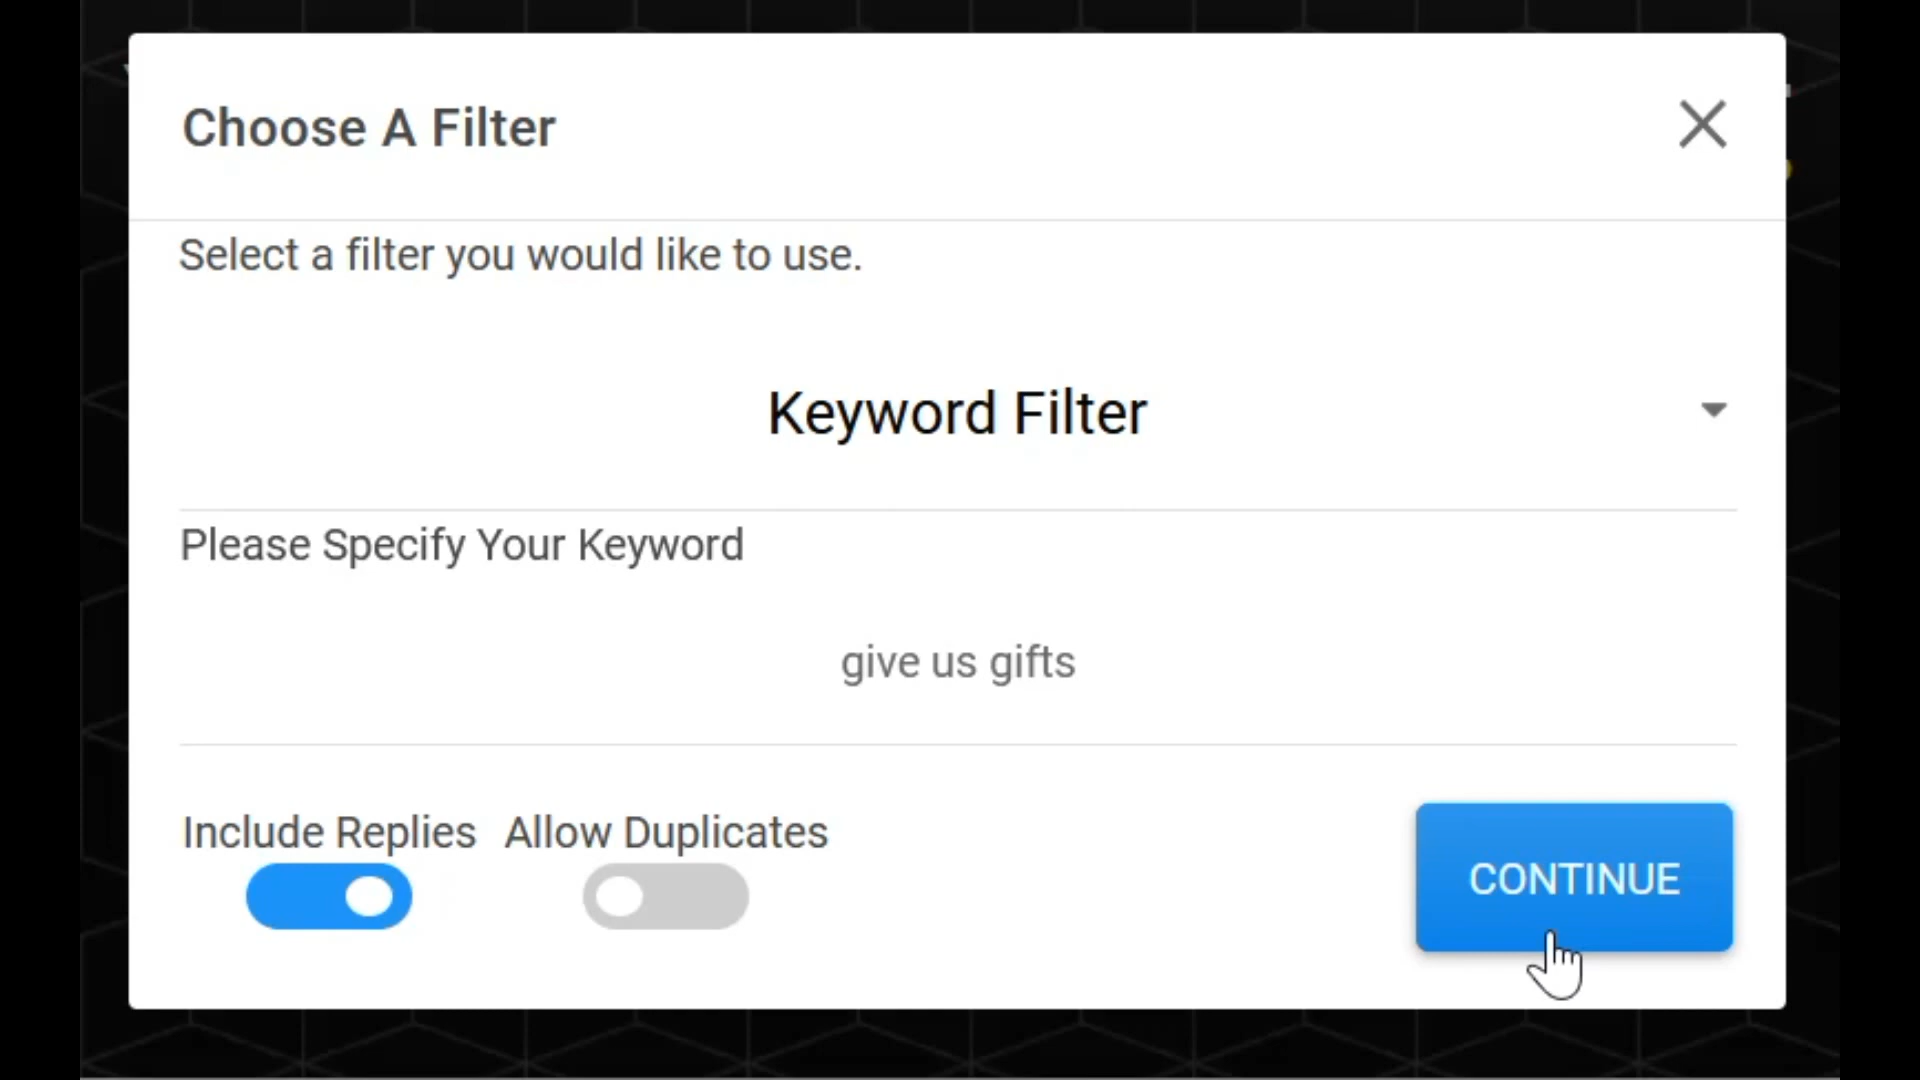 Choose A Filter
Select a filter you would like to use.
Keyword Filter
Please Specify Your Keyword
give us gifts
Include Replies Allow Duplicates
CONTINUE